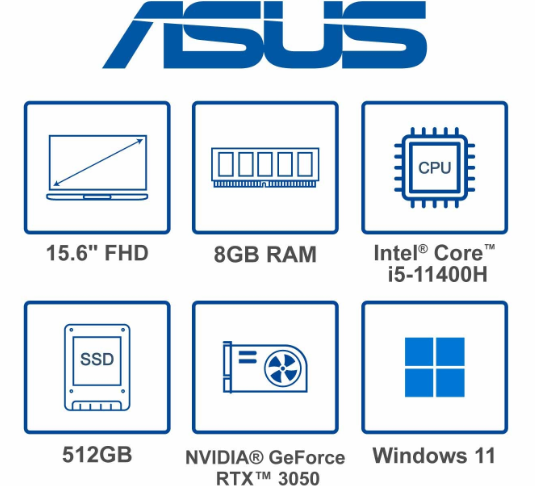 ASUS
15.6" FHD
8GB RAM
CPU
Intel® Core™
i5-11400H
SSD
512GB
NVIDIA® GeForce
RTX™ 3050
Windows 11